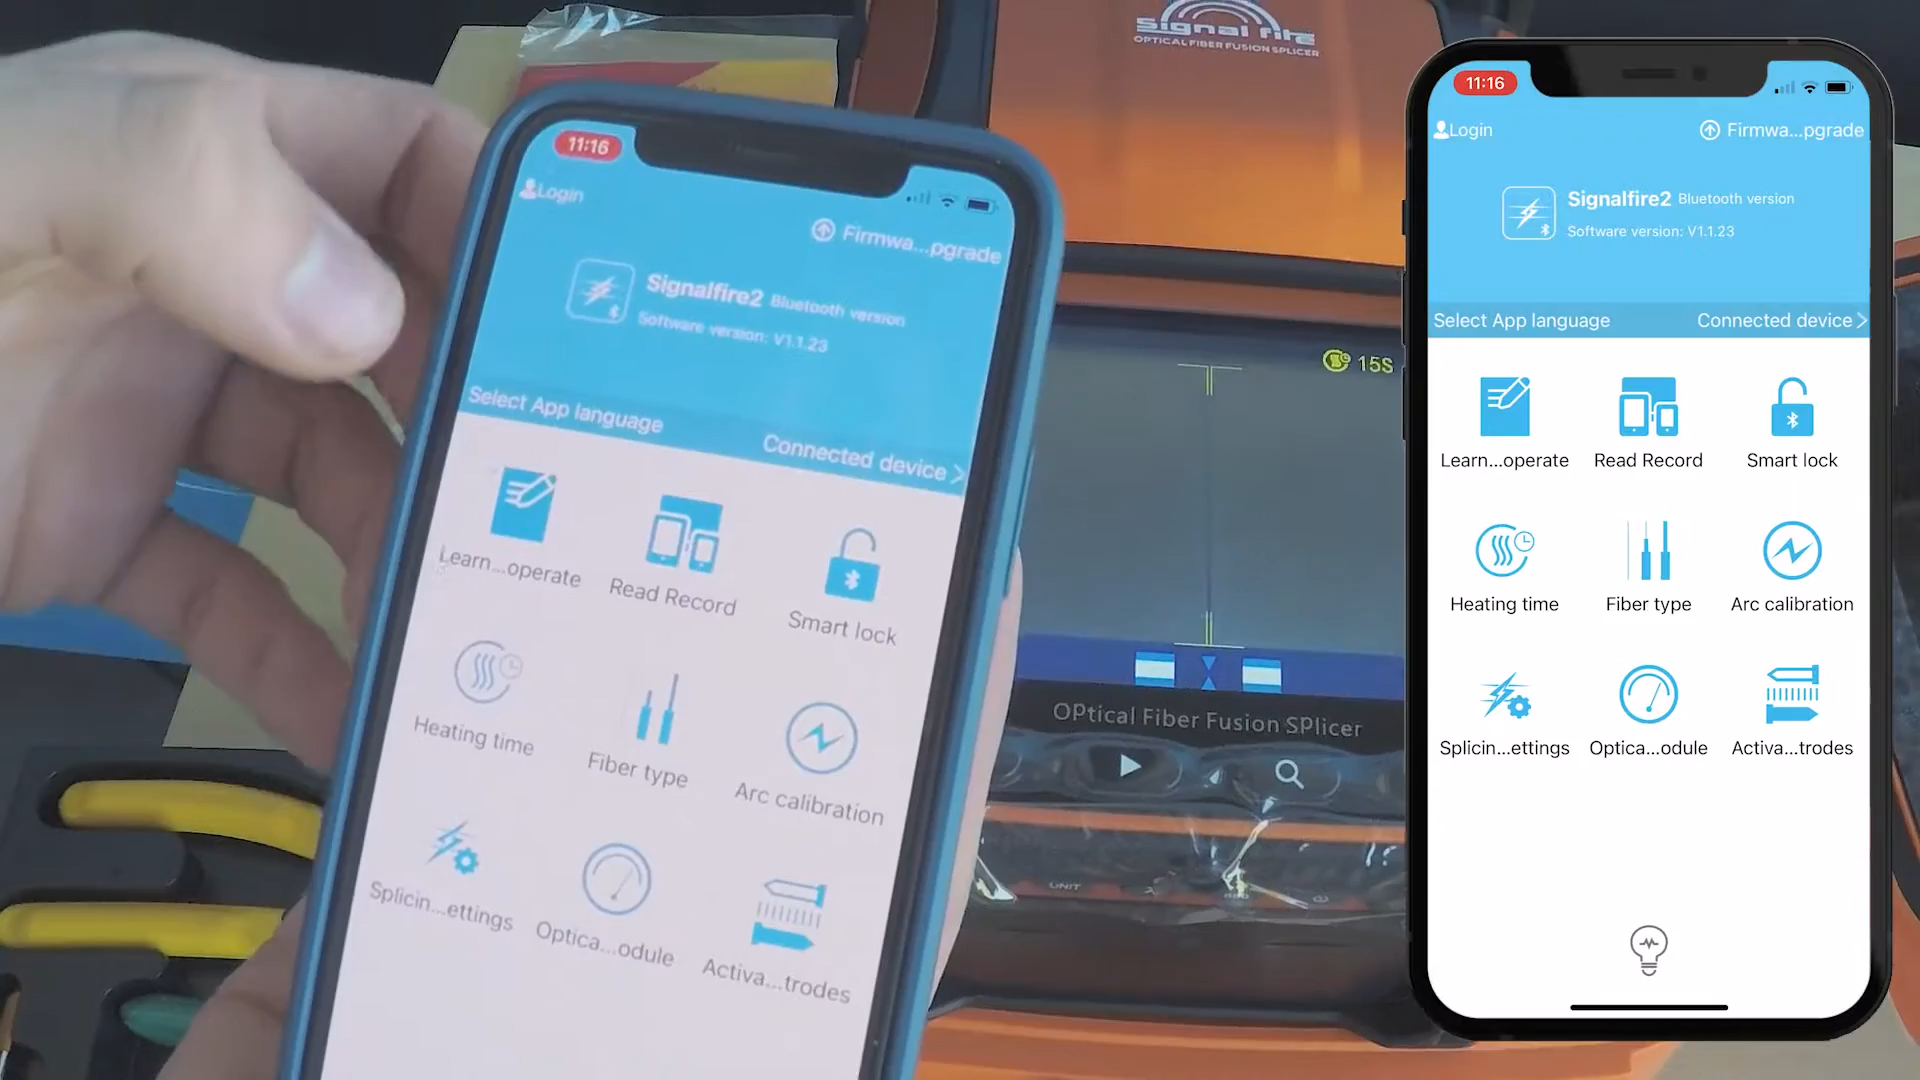 Signal Fire
OPTICAL FIBER FUSION SPLICER
11:16
Login
Firmwa...pgrade
Signalfire2 Bluetooth version
Software version: V1.1.23
Select App language
Connected device >
Learn...operate
Read Record
Smart lock
Heating time
Fiber type
Arc calibration
Splicin...ettings
Optica...odule
Activa...trodes
15S
OPtical Fiber Fusion SPlicer
UNIT
11:16
Login
Firmwa...pgrade
Signalfire2 Bluetooth version
Software version: V1.1.23
Select App language
Connected device >
Learn...operate
Read Record
Smart lock
Heating time
Fiber type
Arc calibration
Splicin...ettings
Optica...odule
Activa...trodes